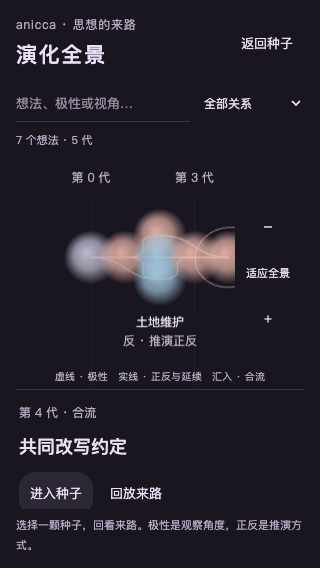 anicca · 思想的来路
演化全景
返回种子
想法、极性或视角...
全部关系
7 个想法 · 5 代
第 0 代
第 3 代
−
适应全景
+
土地维护
反 · 推演正反
虚线 · 极性 实线 · 正反与延续 汇入 · 合流
第 4 代 · 合流
共同改写约定
进入种子
回放来路
选择一颗种子，回看来路。极性是观察角度，正反是推演方
式。